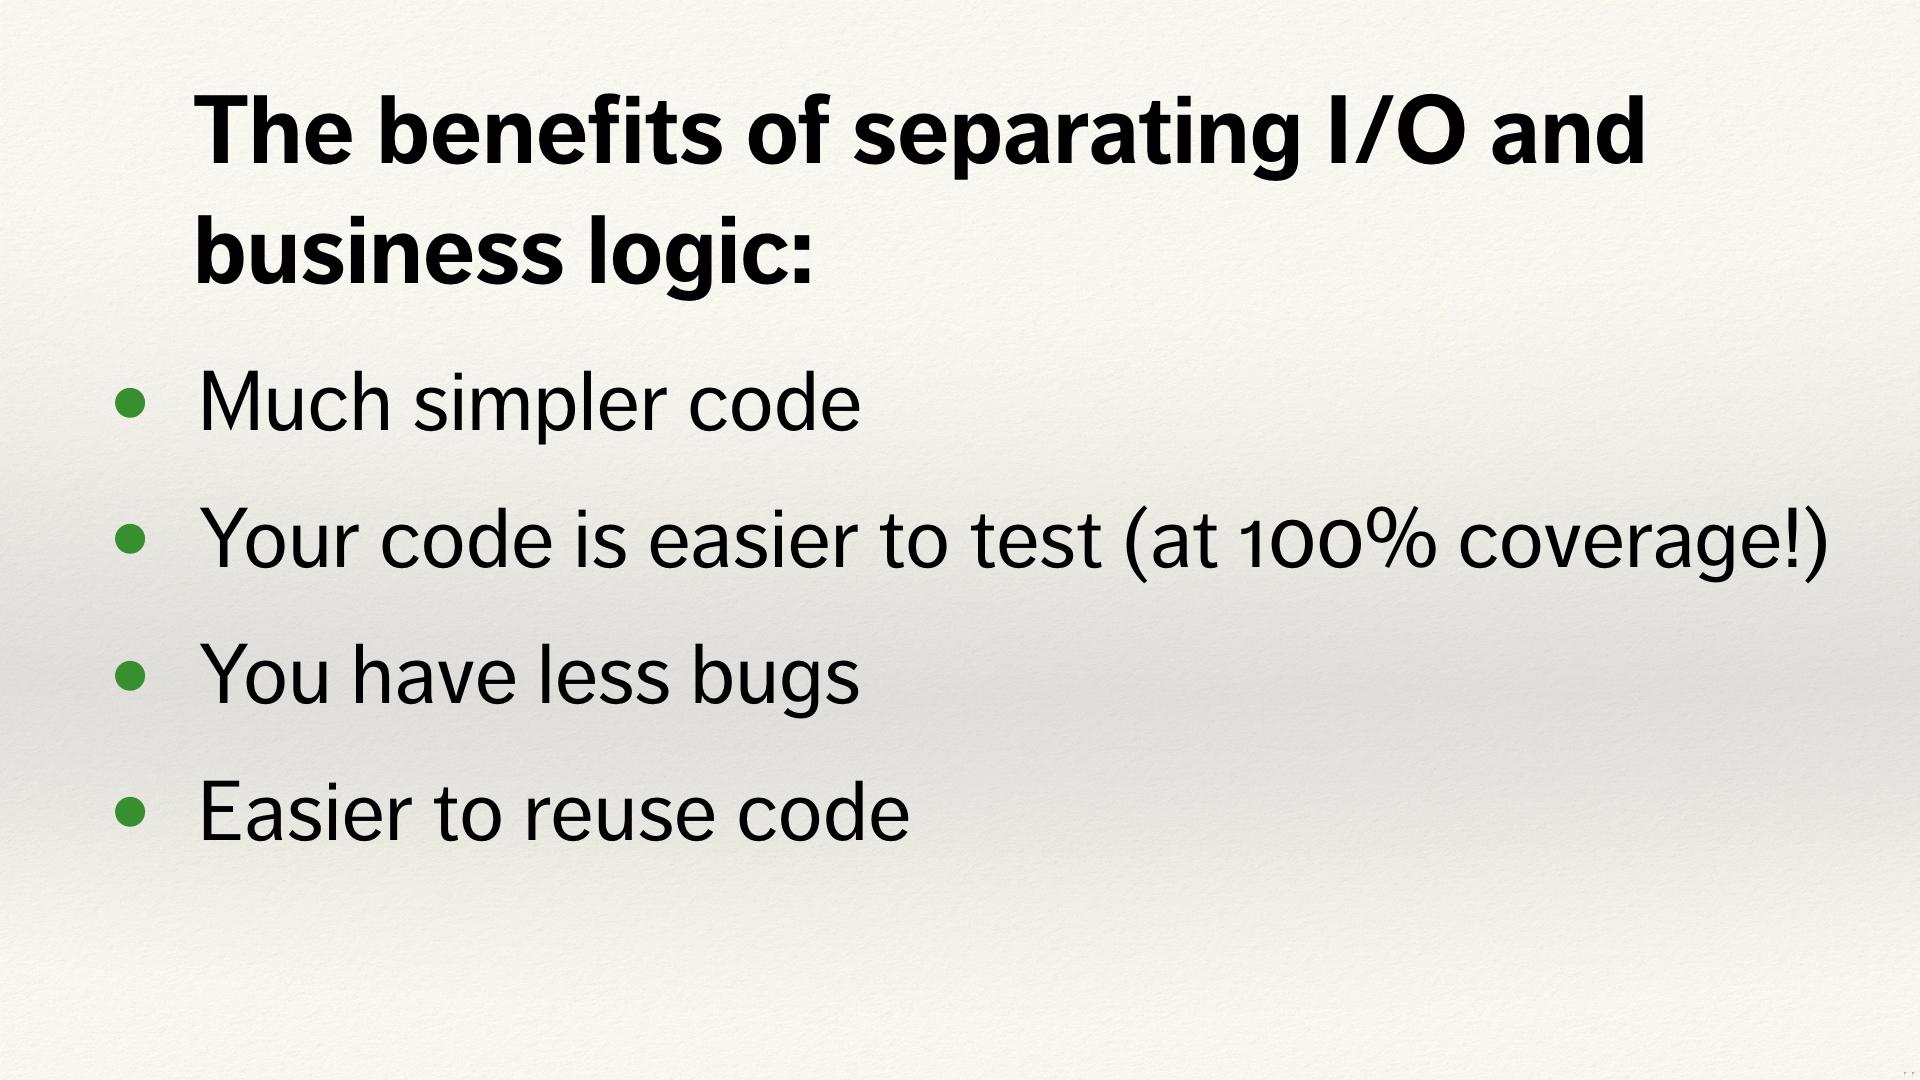 The benefits of separating I/O and
business logic:
Much simpler code
Your code is easier to test (at 100% coverage!)
You have less bugs
Easier to reuse code